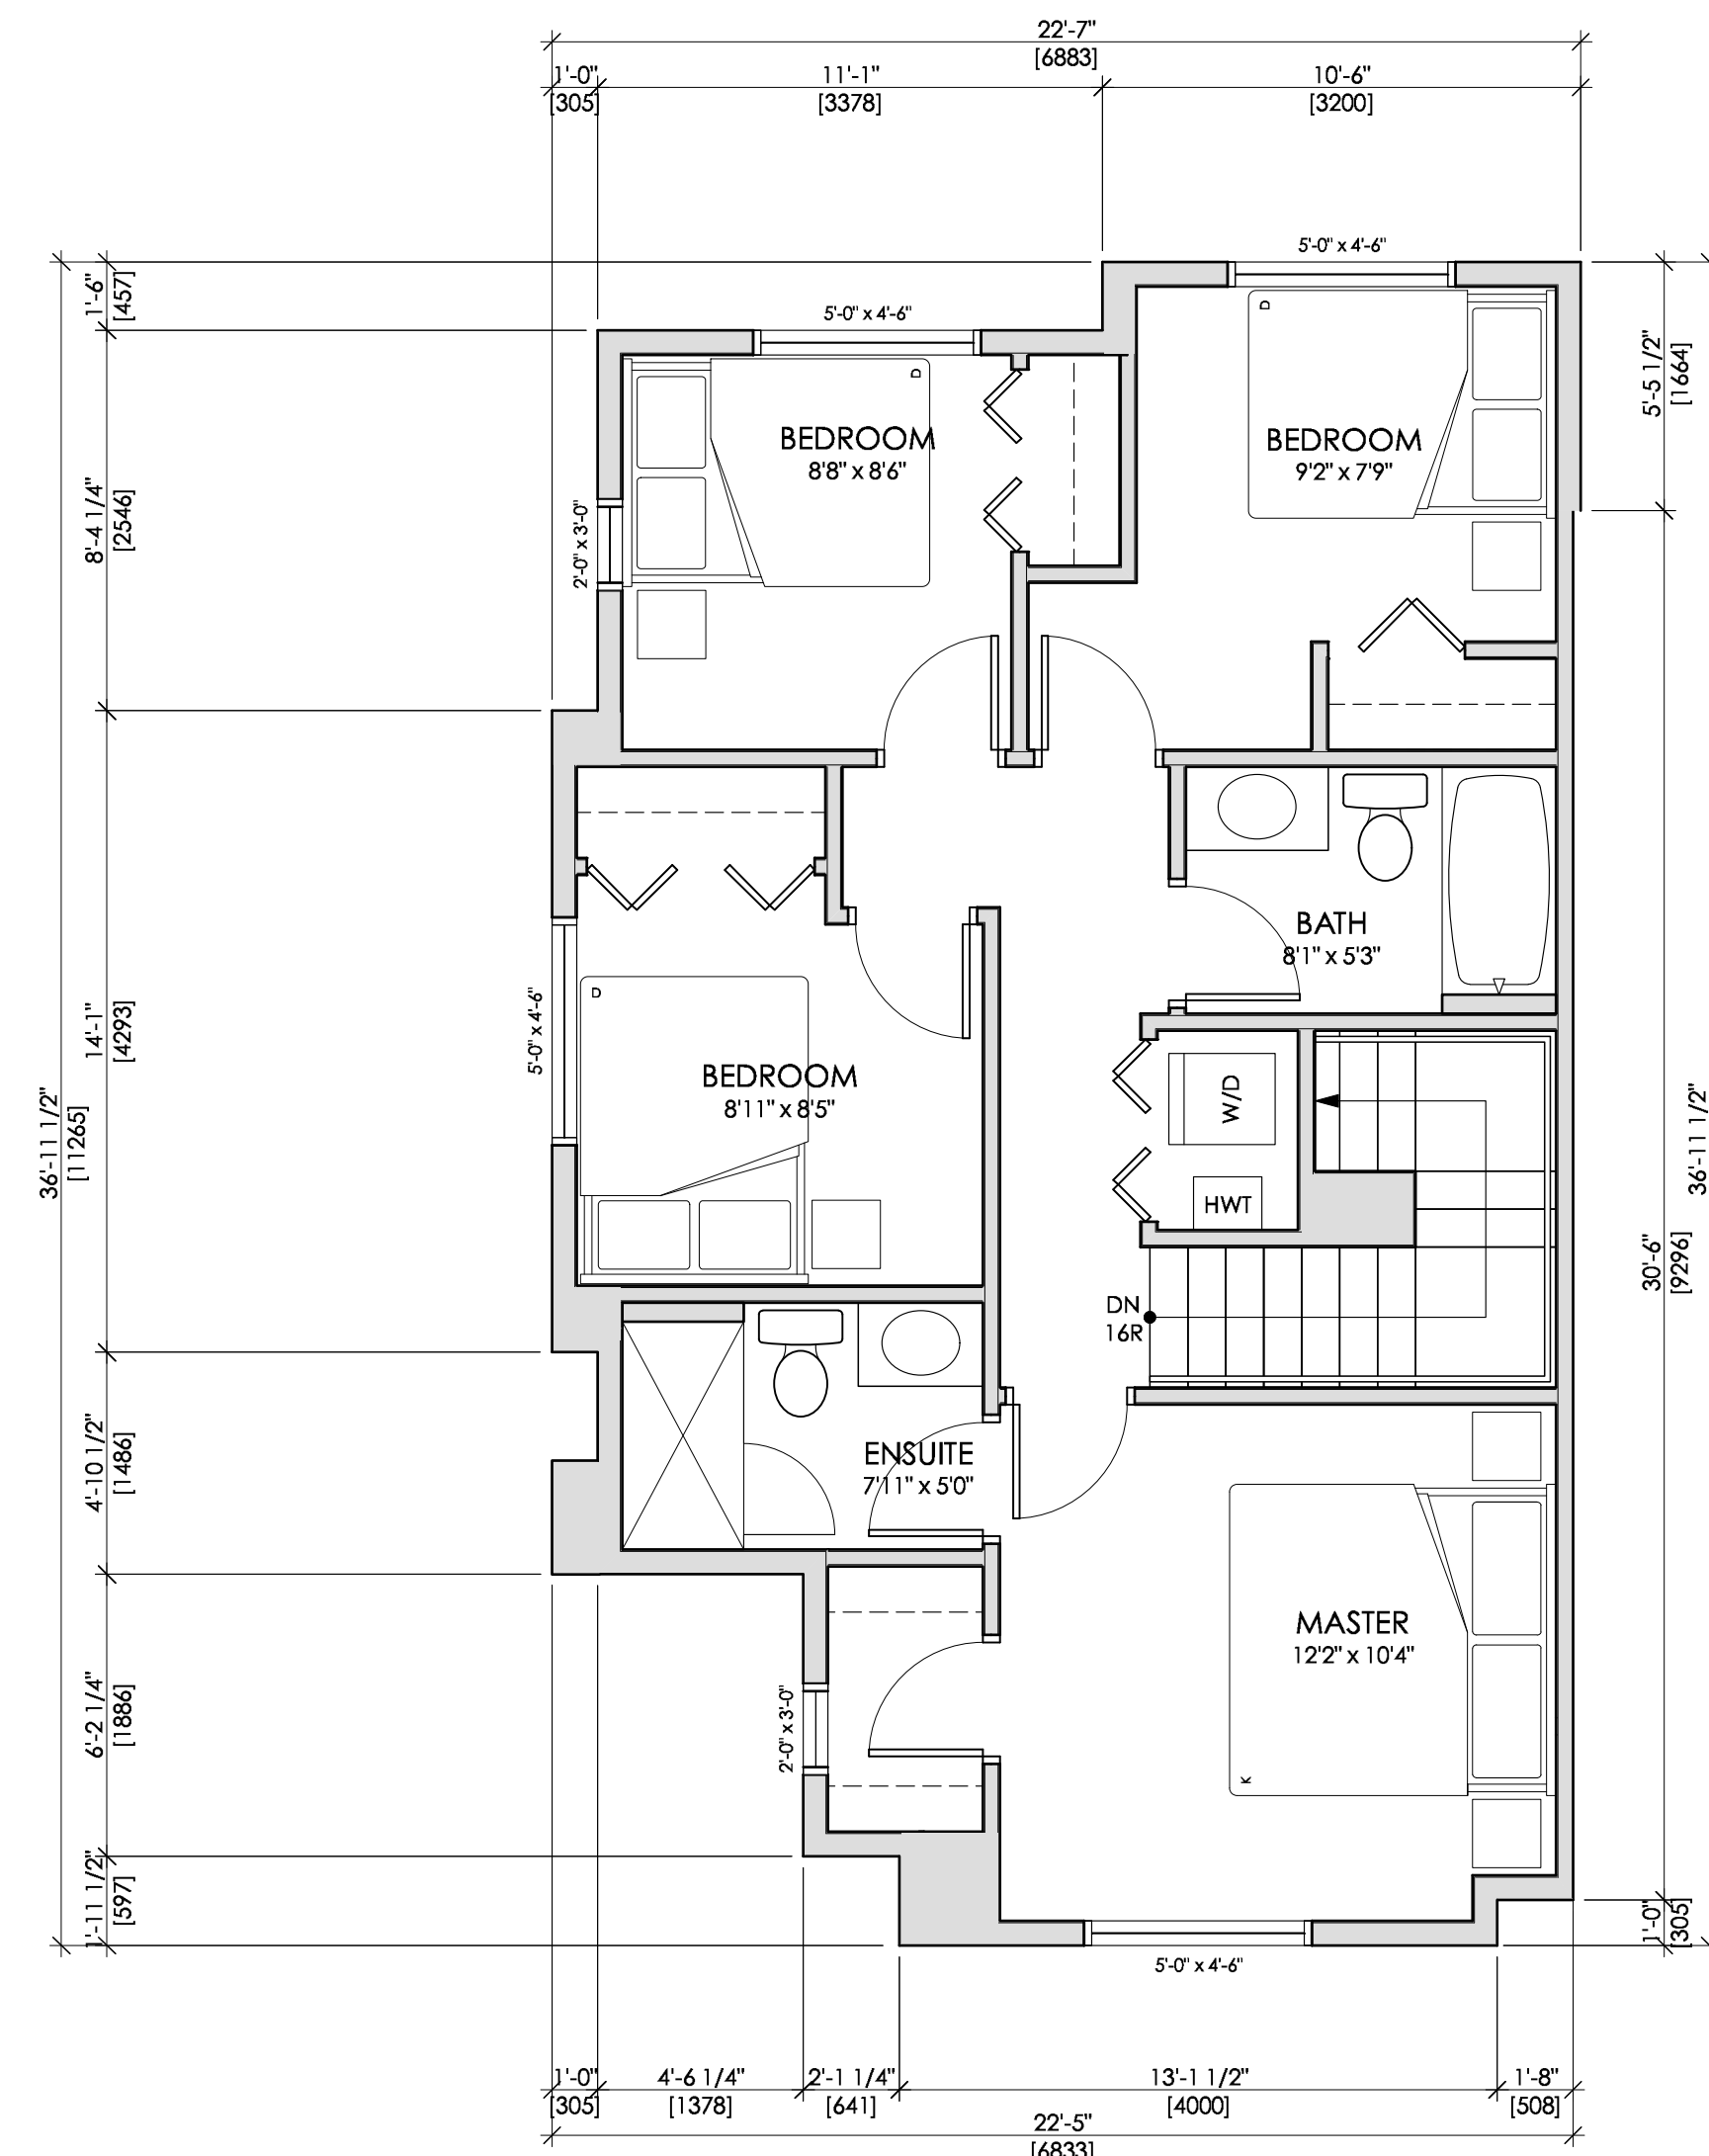 22'-7"
[6883]
1'-0"
[305]
11'-1"
[3378]
10'-6"
[3200]
5'-0" x 4'-6"
5'-0" x 4'-6"
1'-6"
[457]
8'-4 1/4"
[2546]
14'-1"
[4293]
36'-11 1/2"
[11265]
4'-10 1/2"
[1486]
6'-2 1/4"
[1886]
1'-11 1/2"
[597]
5'-5 1/2"
[1664]
30'-6"
[9296]
36'-11 1/2"
1'-0"
[305]
D
BEDROOM
8'8" x 8'6"
2'-0" x 3'-0"
D
BEDROOM
9'2" x 7'9"
BATH
8'1" x 5'3"
5'-0" x 4'-6"
D
BEDROOM
8'11" x 8'5"
W/D
HWT
DN
16R
ENSUITE
7'11" x 5'0"
MASTER
12'2" x 10'4"
K
2'-0" x 3'-0"
5'-0" x 4'-6"
1'-0"
[305]
4'-6 1/4"
[1378]
2'-1 1/4"
[641]
13'-1 1/2"
[4000]
1'-8"
[508]
22'-5"
[6833]